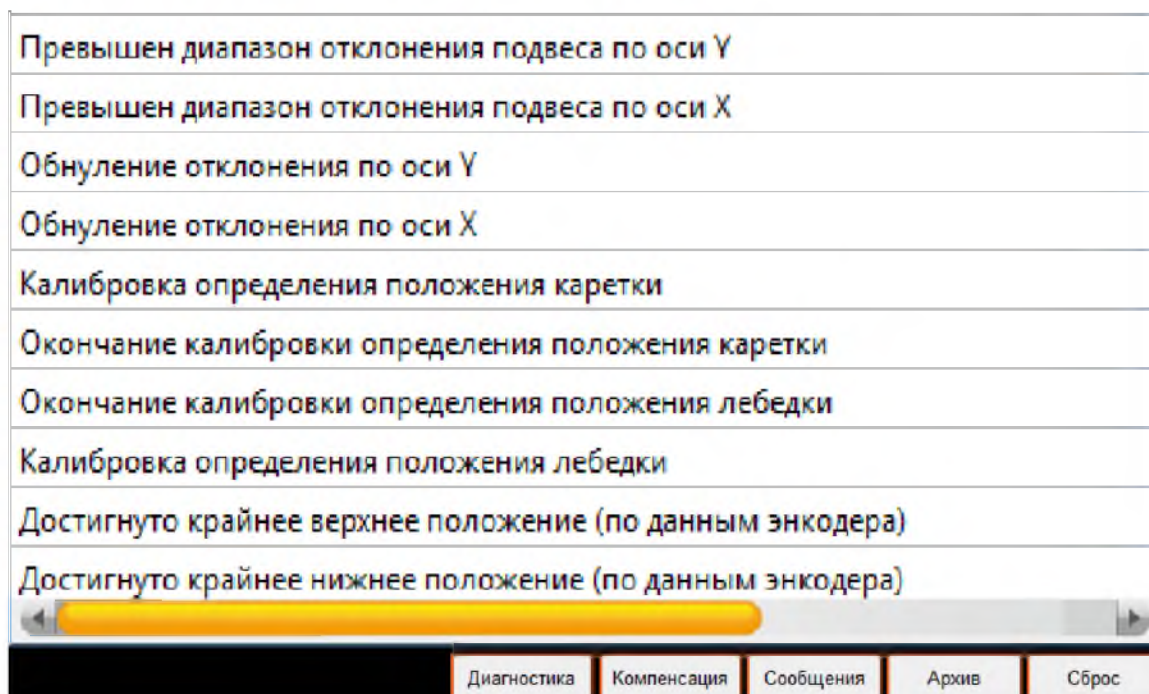 Превышен диапазон отклонения подвеса по оси Y
Превышен диапазон отклонения подвеса по оси X
Обнуление отклонения по оси Y
Обнуление отклонения по оси X
Калибровка определения положения каретки
Окончание калибровки определения положения каретки
Окончание калибровки определения положения лебедки
Калибровка определения положения лебедки
Достигнуто крайнее верхнее положение (по данным энкодера)
Достигнуто крайнее нижнее положение (по данным энкодера)
Диагностика Компенсация Сообщения Архив Сброс